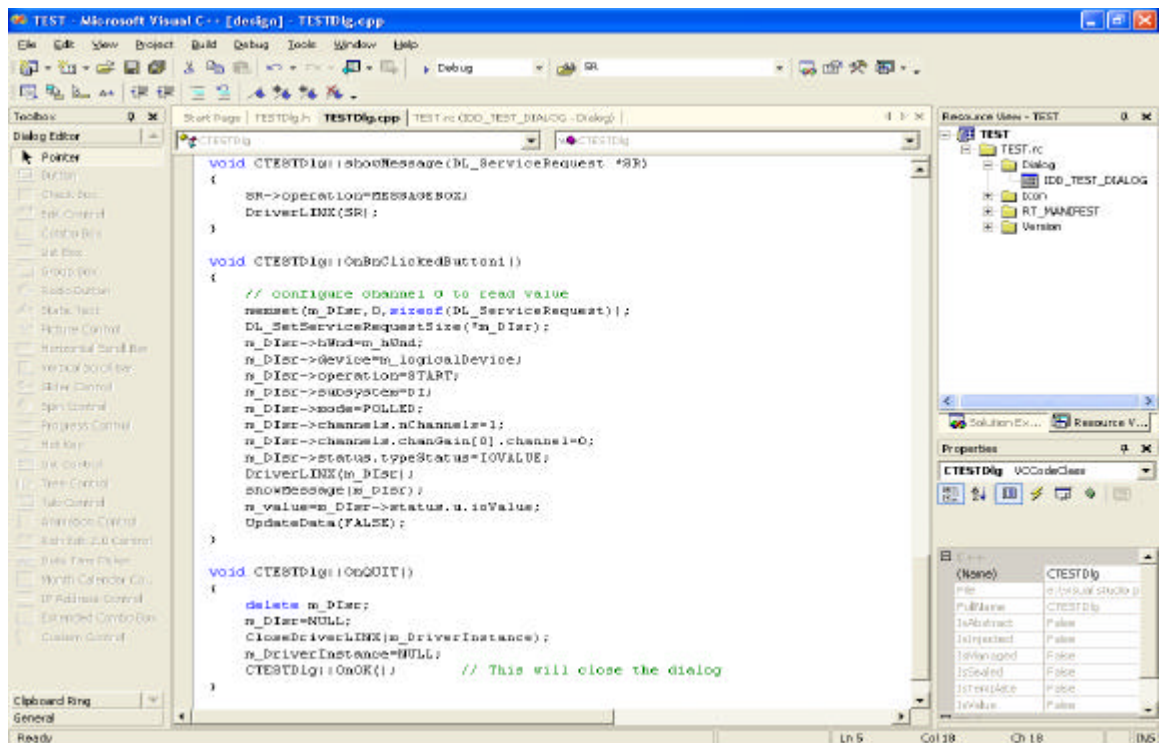 TEST - Microsoft Visual C++ [design] - TESTDlg.cpp
File Edit View Project Build Debug Tools Window Help
Debug
SR
Toolbox
Dialog Editor
Pointer
Button
Check Box
Edit Control
Combo Box
List Box
Group Box
Radio Button
Static Text
Picture Control
Horizontal Scroll Bar
Vertical Scroll Bar
Slider Control
Spin Control
Progress Control
Hot Key
List Control
Tree Control
Tab Control
Animation Control
Rich Edit 2.0 Control
Date Time Picker
Month Calendar Co...
IP Address Control
Extended Combo Box
Custom Control
Clipboard Ring
General
Start Page TESTDlg.h TESTDlg.cpp TEST.rc (IDD_TEST_DIALOG - Dialog)
CTESTDlg CTESTDlg
void CTESTDlg::showMessage(DL_ServiceRequest *SR)
{
SR->operation=MESSAGEBOX;
DriverLINX(SR);
}
void CTESTDlg::OnBnClickedButton1()
{
// configure channel 0 to read value
memset(m_DIsr,0,sizeof(DL_ServiceRequest));
DL_SetServiceRequestSize(*m_DIsr);
m_DIsr->hWnd=m_hWnd;
m_DIsr->device=m_logicalDevice;
m_DIsr->operation=START;
m_DIsr->subsystem=DI;
m_DIsr->mode=POLLED;
m_DIsr->channels.nChannels=1;
m_DIsr->channels.chanGain[0].channel=0;
m_DIsr->status.typeStatus=IOVALUE;
DriverLINX(m_DIsr);
showMessage(m_DIsr);
m_value=m_DIsr->status.u.ioValue;
UpdateData(FALSE);
}
void CTESTDlg::OnQUIT()
{
delete m_DIsr;
m_DIsr=NULL;
CloseDriverLINX(m_DriverInstance);
m_DriverInstance=NULL;
CTESTDlg::OnOK(); // This will close the dialog
}
Resource View - TEST
TEST
TEST.rc
Dialog
IDD_TEST_DIALOG
Icon
RT_MANIFEST
Version
Solution Ex... Resource V...
Properties
CTESTDlg VCCodeClass
C++
(Name) CTESTDlg
File e:\visual studio p
FullName CTESTDlg
IsAbstract False
IsInjected False
IsManaged False
IsSealed False
IsTemplate False
IsValue False
Ready Ln 5 Col 18 Ch 18 INS